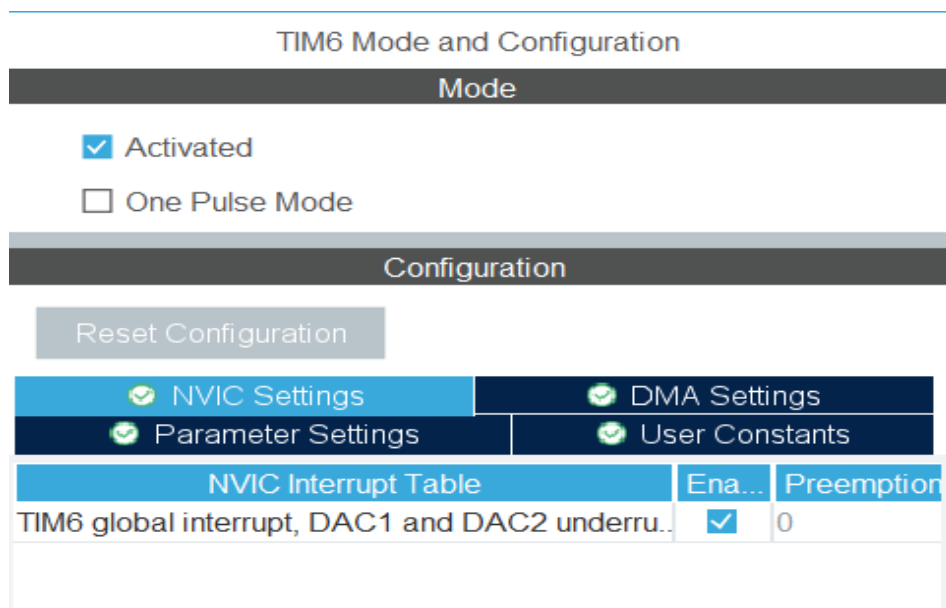 TIM6 Mode and Configuration
Mode
Activated
One Pulse Mode
Configuration
Reset Configuration
NVIC Settings
DMA Settings
Parameter Settings
User Constants
NVIC Interrupt Table Ena... Preemption
TIM6 global interrupt, DAC1 and DAC2 underru.. 0